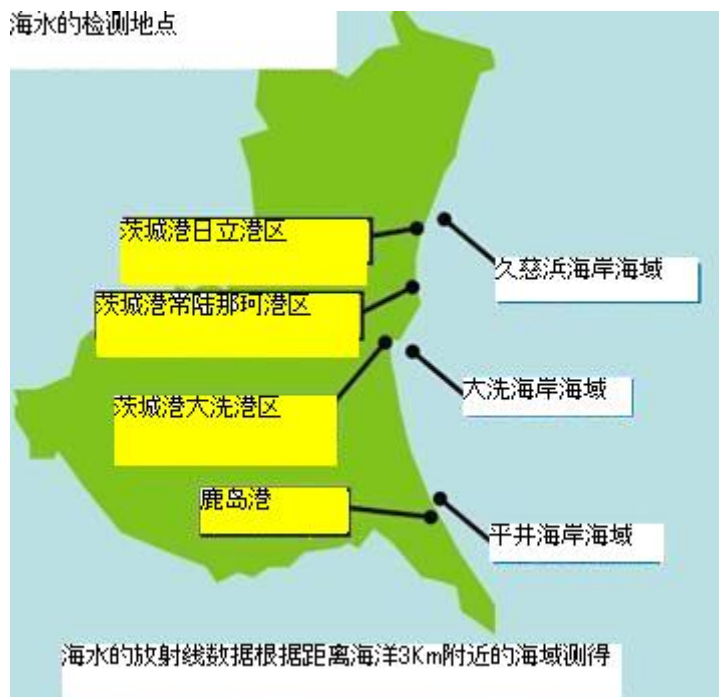 海水的检测地点
茨城港日立港区
久慈浜海岸海域
茨城港常陆那珂港区
大洗海岸海域
茨城港大洗港区
鹿岛港
平井海岸海域
海水的放射线数据根据距离海洋3Km附近的海域测得